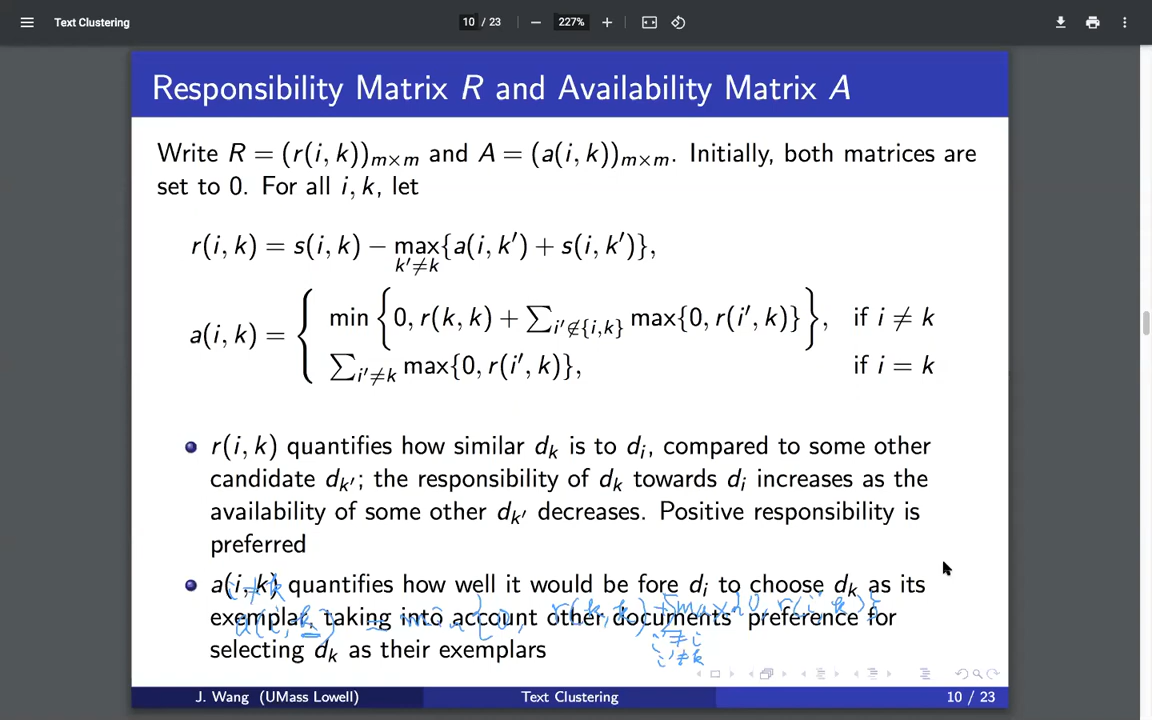 Text Clustering
10 / 23
227%
Responsibility Matrix R and Availability Matrix A
Write R = (r(i, k))m×m and A = (a(i, k))m×m. Initially, both matrices are
set to 0. For all i, k, let
r(i, k) = s(i, k) − max{a(i, k′) + s(i, k′)},
k′≠k
a(i, k) = { min {0, r(k, k) + ∑i′∉{i,k} max{0, r(i′, k)}}, if i ≠ k
∑i′≠k max{0, r(i′, k)}, if i = k
r(i, k) quantifies how similar dk is to di, compared to some other
candidate dk′; the responsibility of dk towards di increases as the
availability of some other dk′ decreases. Positive responsibility is
preferred
a(i, k) quantifies how well it would be fore di to choose dk as its
i≠k
exemplar, taking into account other documents' preference for
a(i, k) = min{0, r(k, k) + ∑max{0, r(i′, k)}
i′≠i
i′≠k
selecting dk as their exemplars
J. Wang (UMass Lowell)
Text Clustering
10 / 23